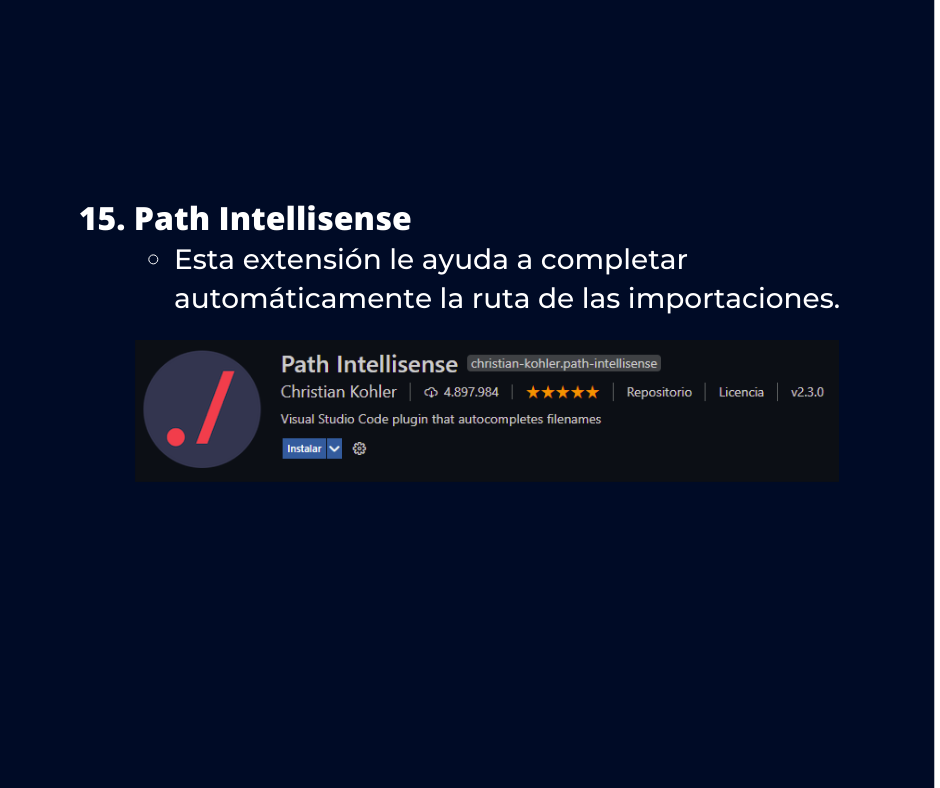 15. Path Intellisense
Esta extensión le ayuda a completar
automáticamente la ruta de las importaciones.
./
Path Intellisense christian-kohler.path-intellisense
Christian Kohler | 4.897.984 | ★★★★★ | Repositorio | Licencia | v2.3.0
Visual Studio Code plugin that autocompletes filenames
Instalar